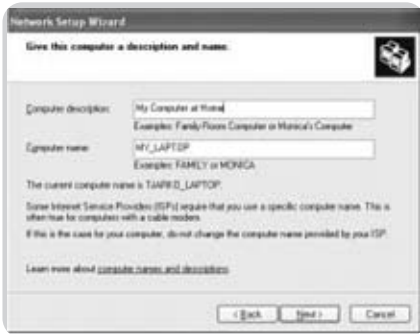 Network Setup Wizard
Give this computer a description and name.
Computer description: My Computer at Home
Examples: Family Room Computer or Monica's Computer
Computer name: MY_LAPTOP
Examples: FAMILY or MONICA
The current computer name is TJARKO_LAPTOP.
Some Internet Service Providers (ISPs) require that you use a specific computer name. This is
often true for computers with a cable modem.
If this is the case for your computer, do not change the computer name provided by your ISP.
Learn more about computer names and descriptions.
< Back Next > Cancel